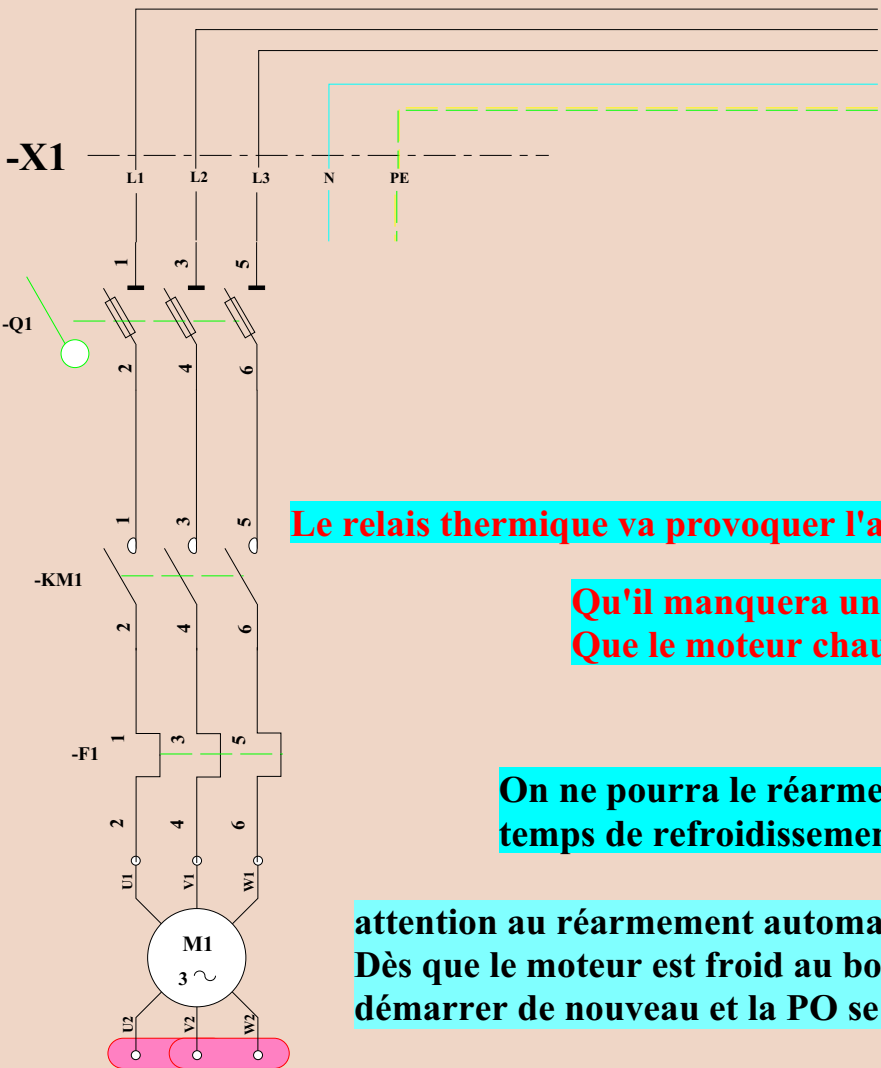 -X1
L1 L2 L3 N PE
1 3 5
-Q1
2 4 6
1 3 5
Le relais thermique va provoquer l'a
-KM1
Qu'il manquera un
2 4 6
Que le moteur chau
1 3 5
-F1
On ne pourra le réarme
2 4 6
temps de refroidissemen
U1 V1 W1
attention au réarmement automa
M1
Dès que le moteur est froid au bo
3
démarrer de nouveau et la PO se
U2 V2 W2